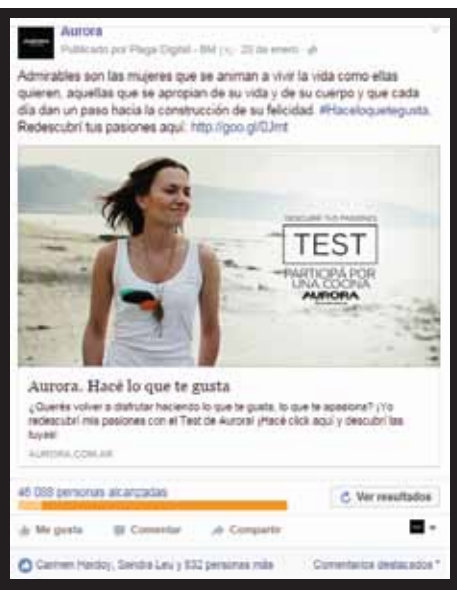 Aurora
Publicado por Plaga Digital - BM 20 de enero
Admirables son las mujeres que se animan a vivir la vida como ellas
quieren, aquellas que se apropian de su vida y de su cuerpo y que cada
día dan un paso hacia la construcción de su felicidad. #Haceloquetegusta.
Redescubrí tus pasiones aquí: http://goo.gl/0Jmt
DESCUBRÍ TUS PASIONES
TEST
PARTICIPÁ POR
UNA COCINA
AURORA
Aurora. Hacé lo que te gusta
¿Querés volver a disfrutar haciendo lo que te gusta, lo que te apasiona? ¡Yo
redescubrí mis pasiones con el Test de Aurora! ¡Hacé click aquí y descubrí las
tuyas!
AURORA.COM.AR
46 088 personas alcanzadas
Ver resultados
Me gusta Comentar Compartir
Carmen Hardoy, Sandra Leu y 832 personas más Comentarios destacados